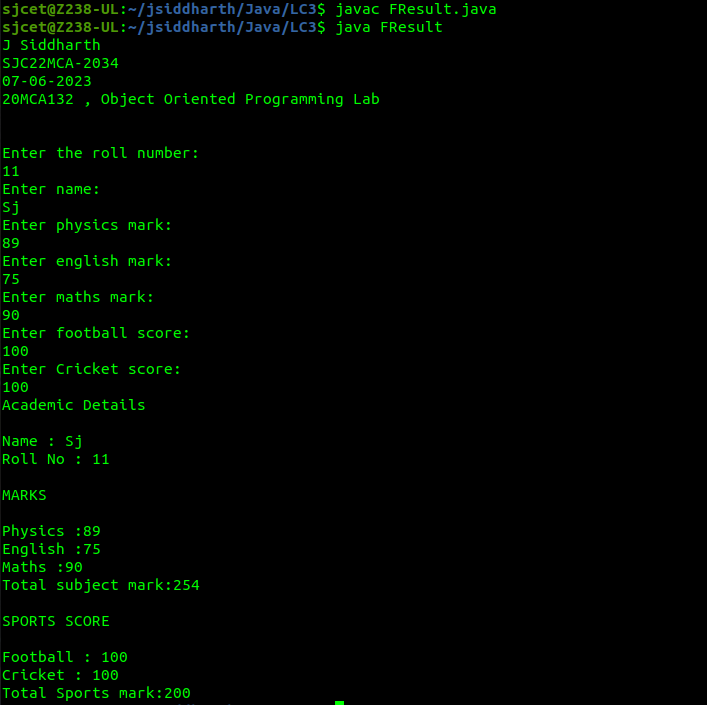 sjcet@Z238-UL:~/jsiddharth/Java/LC3$ javac FResult.java
sjcet@Z238-UL:~/jsiddharth/Java/LC3$ java FResult
J Siddharth
SJC22MCA-2034
07-06-2023
20MCA132 , Object Oriented Programming Lab
Enter the roll number:
11
Enter name:
Sj
Enter physics mark:
89
Enter english mark:
75
Enter maths mark:
90
Enter football score:
100
Enter Cricket score:
100
Academic Details
Name : Sj
Roll No : 11
MARKS
Physics :89
English :75
Maths :90
Total subject mark:254
SPORTS SCORE
Football : 100
Cricket : 100
Total Sports mark:200